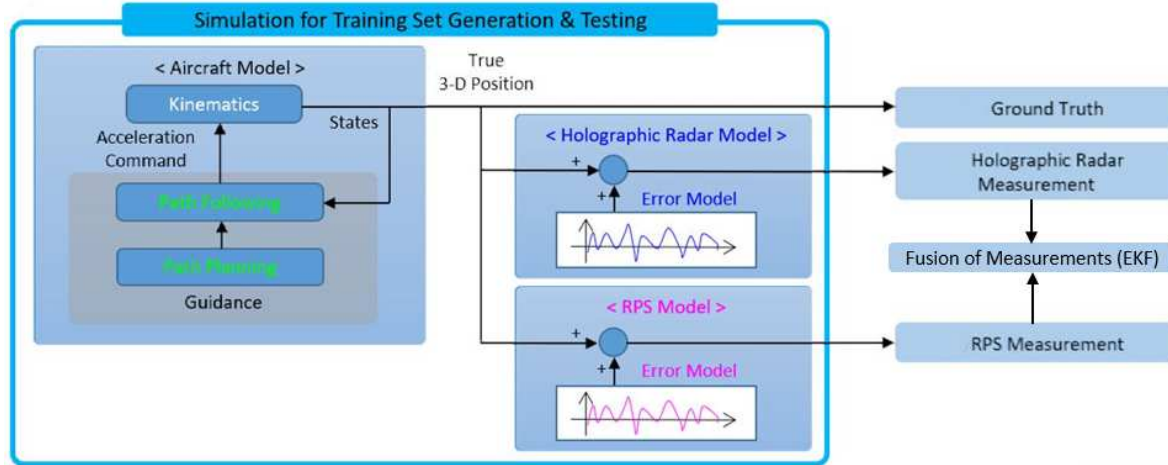 Simulation for Training Set Generation & Testing
< Aircraft Model >
Kinematics
States
Acceleration
Command
Path Following
Path Planning
Guidance
True
3-D Position
< Holographic Radar Model >
+
+
Error Model
< RPS Model >
+
+
Error Model
Ground Truth
Holographic Radar
Measurement
Fusion of Measurements (EKF)
RPS Measurement